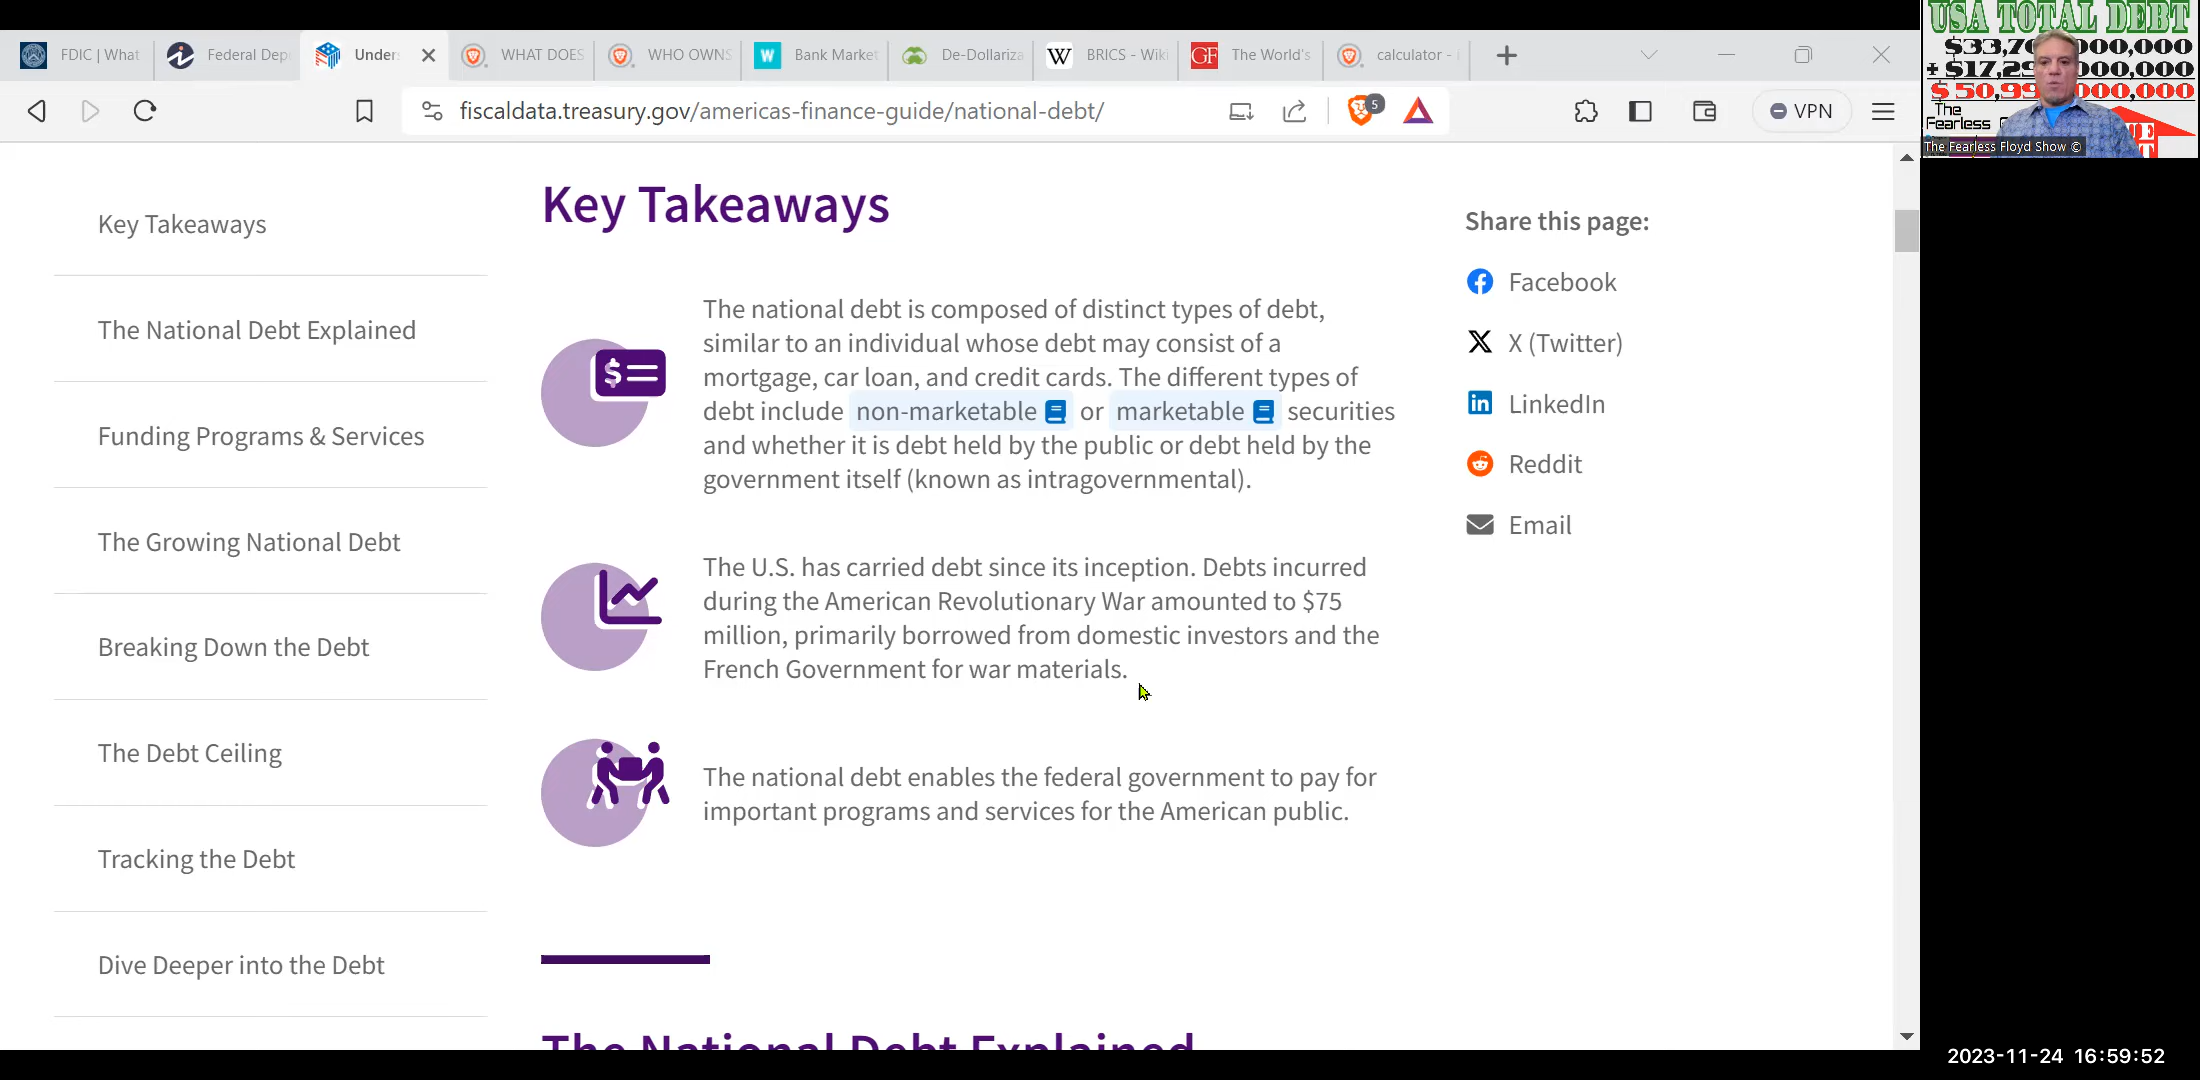 FDIC | What
Federal Dep
Under
WHAT DOES
WHO OWNS
Bank Market
De-Dollariza
BRICS - Wiki
The World's
calculator -
fiscaldata.treasury.gov/americas-finance-guide/national-debt/
5
VPN
USA TOTAL DEBT
The
Fearless
The Fearless Floyd Show ©
Key Takeaways
The National Debt Explained
Funding Programs & Services
The Growing National Debt
Breaking Down the Debt
The Debt Ceiling
Tracking the Debt
Dive Deeper into the Debt
Key Takeaways
The national debt is composed of distinct types of debt,
similar to an individual whose debt may consist of a
mortgage, car loan, and credit cards. The different types of
debt include non-marketable or marketable securities
and whether it is debt held by the public or debt held by the
government itself (known as intragovernmental).
The U.S. has carried debt since its inception. Debts incurred
during the American Revolutionary War amounted to $75
million, primarily borrowed from domestic investors and the
French Government for war materials.
The national debt enables the federal government to pay for
important programs and services for the American public.
The National Debt Explained
Share this page:
Facebook
X (Twitter)
LinkedIn
Reddit
Email
2023-11-24 16:59:52